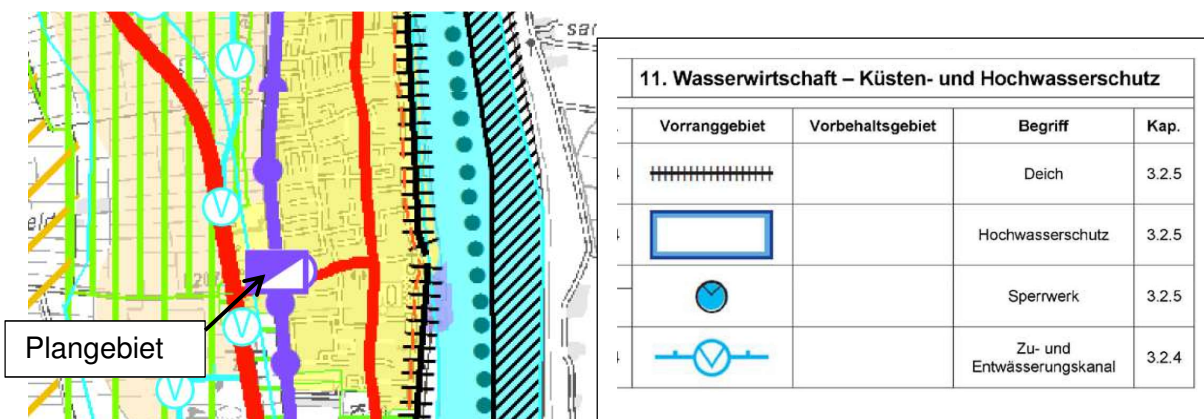 sar
11. Wasserwirtschaft – Küsten- und Hochwasserschutz
Vorranggebiet Vorbehaltsgebiet Begriff Kap.
Deich 3.2.5
Hochwasserschutz 3.2.5
Sperrwerk 3.2.5
Zu- und
Entwässerungskanal 3.2.4
V
V
V
V
V
Plangebiet